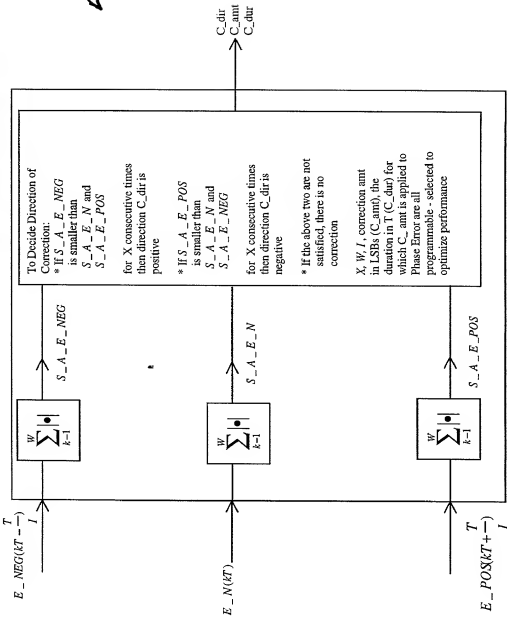 E_NEG(kT - T/I)
W
∑|•|
k-1
S_A_E_NEG
E_N(kT)
W
∑|•|
k-1
S_A_E_N
E_POS(kT + T/I)
W
∑|•|
k-1
S_A_E_POS
To Decide Direction of
Correction:
* If S_A_E_NEG
is smaller than
S_A_E_N and
S_A_E_POS
for X consecutive times
then direction C_dir is
positive
* If S_A_E_POS
is smaller than
S_A_E_N and
S_A_E_NEG
for X consecutive times
then direction C_dir is
negative
* If the above two are not
satisfied, there is no
correction
X, W, I, correction amt
in LSBs (C_amt), the
duration in T (C_dur) for
which C_amt is applied to
Phase Error are all
programmable - selected to
optimize performance
C_dir
C_amt
C_dur